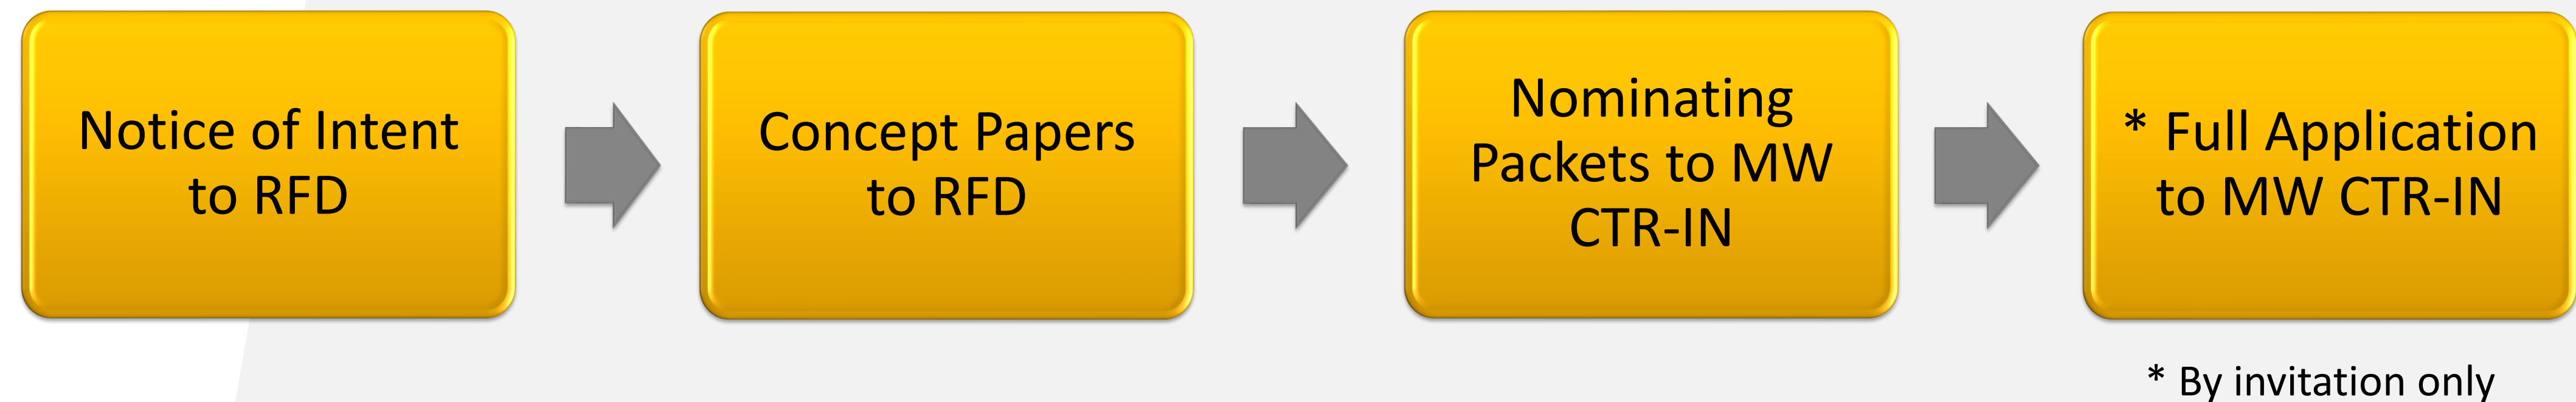 Notice of Intent
to RFD
Concept Papers
to RFD
Nominating
Packets to MW
CTR-IN
* Full Application
to MW CTR-IN
* By invitation only